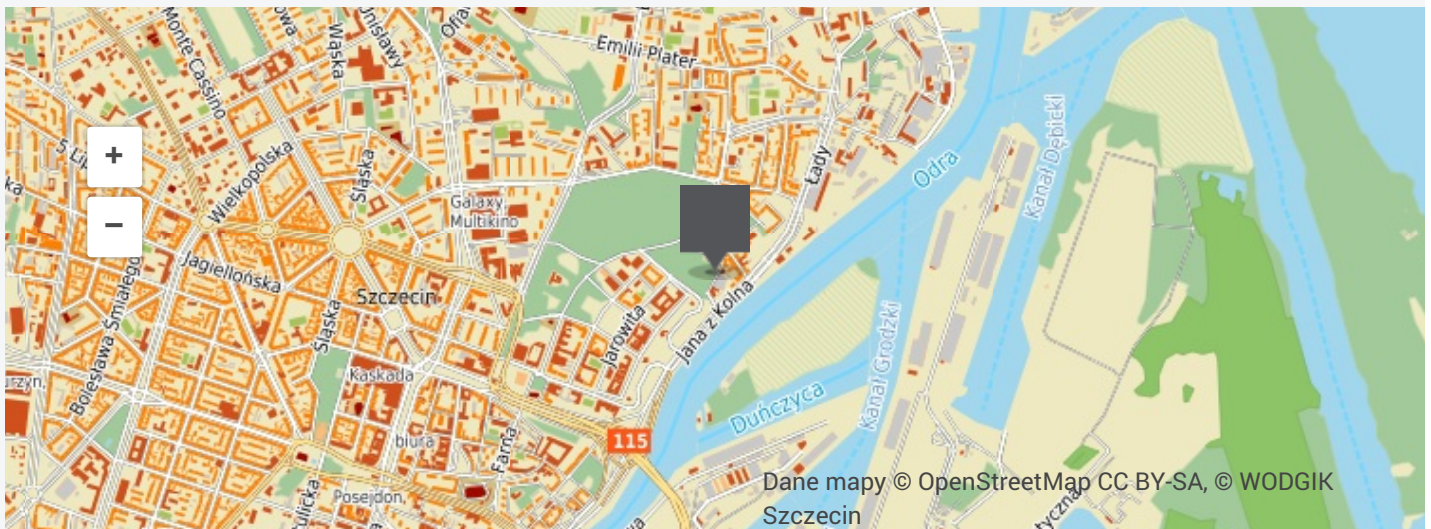 Monte Cassino
Wąska
Unisławy
Emilii Plater
Wielkopolska
Śląska
Łady
Odra
Kanał Dębicki
+
−
Galaxy,
Multikino
Jagiellońska
Szczecin
Bolesława Śmiałego
Śląska
Jarowita
Jana z Kolna
Kanał Grodzki
Kaskada
Duńczyca
biura
Farna
115
Posejdon,
Dane mapy © OpenStreetMap CC BY-SA, © WODGIK
Szczecin